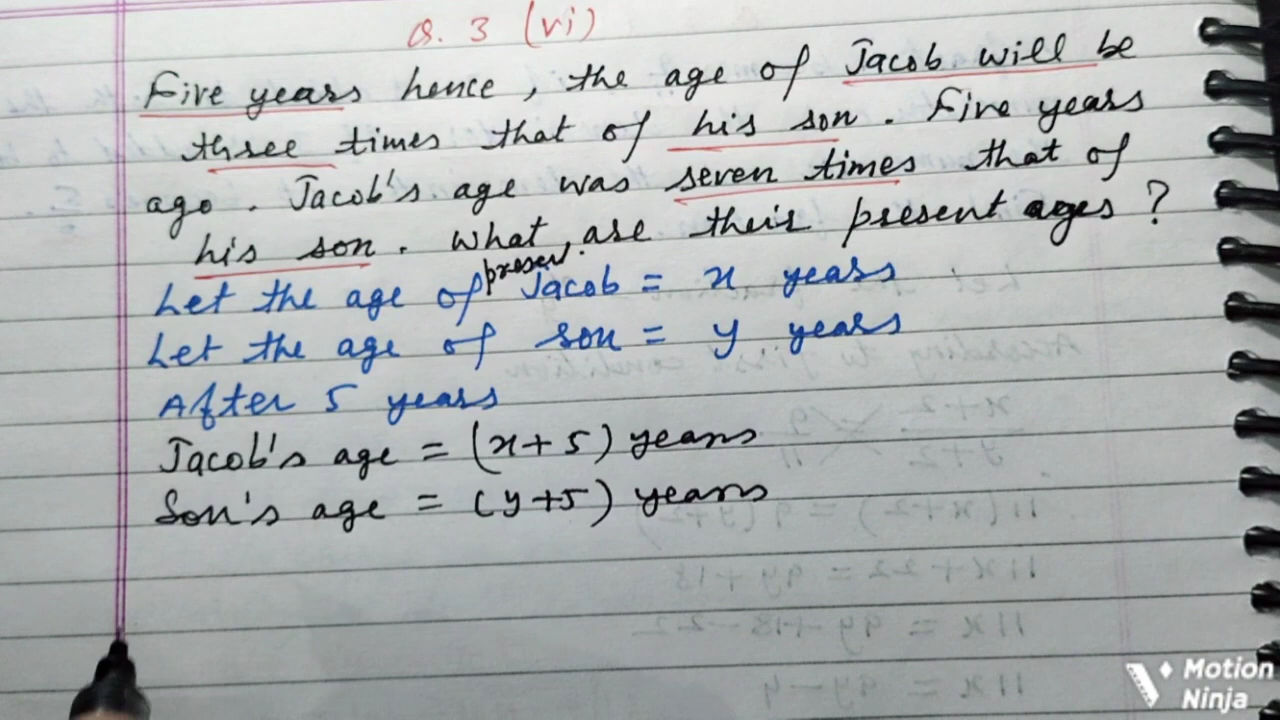 Q. 3 (vi)
Five years hence, the age of Jacob will be
three times that of his son. Five years
ago. Jacob's age was seven times that of
his son. What are their present ages?
present
Let the age of Jacob = x years
Let the age of son = y years
After 5 years
Jacob's age = (x+5) years
Son's age = (y+5) years
Motion
Ninja